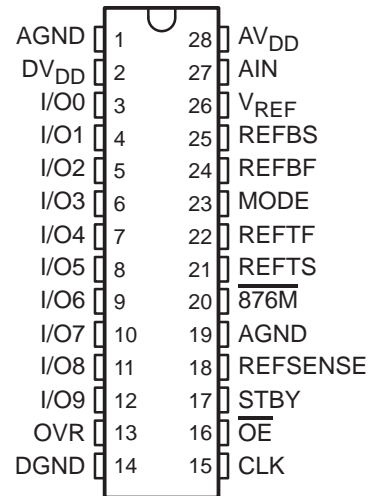 AGND 1 28 AVDD
DVDD 2 27 AIN
I/O0 3 26 VREF
I/O1 4 25 REFBS
I/O2 5 24 REFBF
I/O3 6 23 MODE
I/O4 7 22 REFTF
I/O5 8 21 REFTS
I/O6 9 20 876M
I/O7 10 19 AGND
I/O8 11 18 REFSENSE
I/O9 12 17 STBY
OVR 13 16 OE
DGND 14 15 CLK